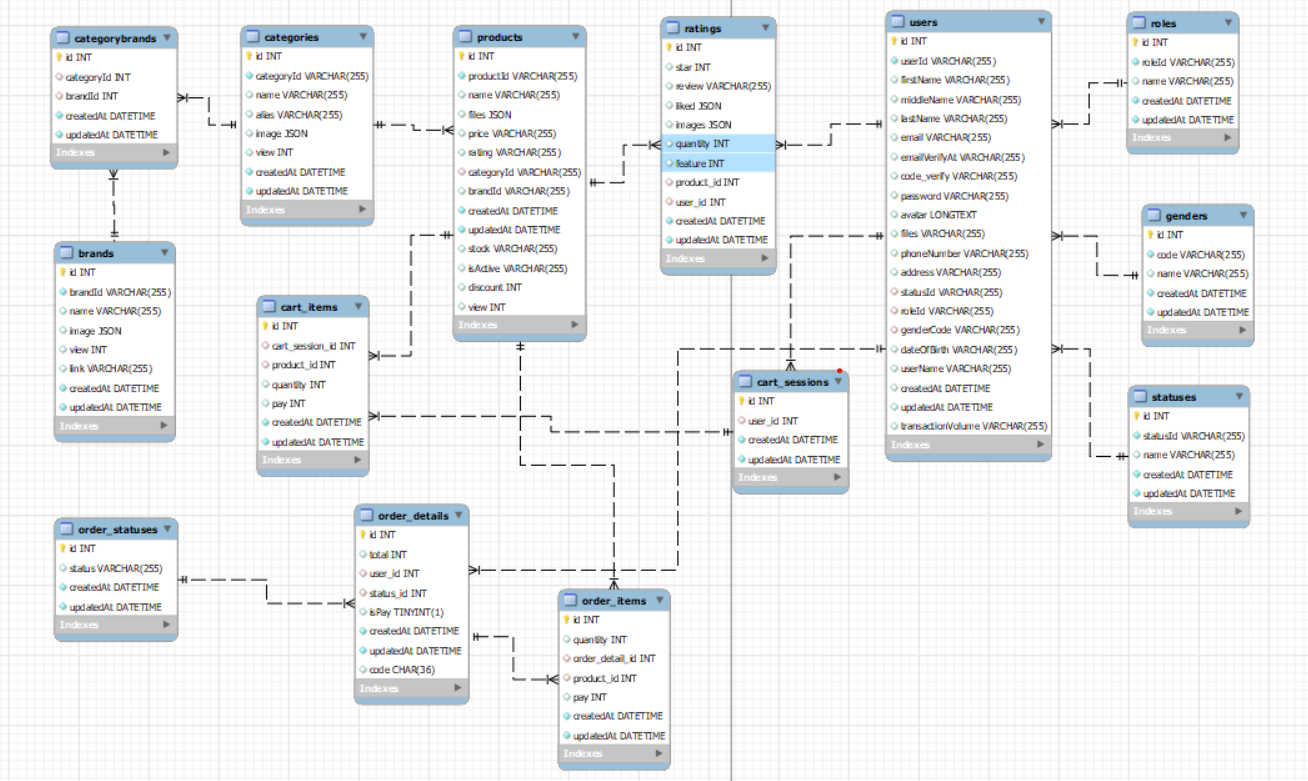 categorybrands
id INT
categoryId INT
brandId INT
createdAt DATETIME
updatedAt DATETIME
Indexes
categories
id INT
categoryId VARCHAR(255)
name VARCHAR(255)
alias VARCHAR(255)
image JSON
view INT
createdAt DATETIME
updatedAt DATETIME
Indexes
products
id INT
productId VARCHAR(255)
name VARCHAR(255)
files JSON
price VARCHAR(255)
rating VARCHAR(255)
categoryId VARCHAR(255)
brandId VARCHAR(255)
createdAt DATETIME
updatedAt DATETIME
stock VARCHAR(255)
isActive VARCHAR(255)
discount INT
view INT
Indexes
ratings
id INT
star INT
review VARCHAR(255)
liked JSON
images JSON
quantity INT
feature INT
product_id INT
user_id INT
createdAt DATETIME
updatedAt DATETIME
Indexes
users
id INT
userId VARCHAR(255)
firstName VARCHAR(255)
middleName VARCHAR(255)
lastName VARCHAR(255)
email VARCHAR(255)
emailVerifyAt VARCHAR(255)
code_verify VARCHAR(255)
password VARCHAR(255)
avatar LONGTEXT
files VARCHAR(255)
phoneNumber VARCHAR(255)
address VARCHAR(255)
statusId VARCHAR(255)
roleId VARCHAR(255)
genderCode VARCHAR(255)
dateOfBirth VARCHAR(255)
userName VARCHAR(255)
createdAt DATETIME
updatedAt DATETIME
transactionVolume VARCHAR(255)
Indexes
roles
id INT
roleId VARCHAR(255)
name VARCHAR(255)
createdAt DATETIME
updatedAt DATETIME
Indexes
genders
id INT
code VARCHAR(255)
name VARCHAR(255)
createdAt DATETIME
updatedAt DATETIME
Indexes
brands
id INT
brandId VARCHAR(255)
name VARCHAR(255)
image JSON
view INT
link VARCHAR(255)
createdAt DATETIME
updatedAt DATETIME
Indexes
cart_items
id INT
cart_session_id INT
product_id INT
quantity INT
pay INT
createdAt DATETIME
updatedAt DATETIME
Indexes
cart_sessions
id INT
user_id INT
createdAt DATETIME
updatedAt DATETIME
Indexes
statuses
id INT
statusId VARCHAR(255)
name VARCHAR(255)
createdAt DATETIME
updatedAt DATETIME
Indexes
order_statuses
id INT
status VARCHAR(255)
createdAt DATETIME
updatedAt DATETIME
Indexes
order_details
id INT
total INT
user_id INT
status_id INT
isPay TINYINT(1)
createdAt DATETIME
updatedAt DATETIME
code CHAR(36)
Indexes
order_items
id INT
quantity INT
order_detail_id INT
product_id INT
pay INT
createdAt DATETIME
updatedAt DATETIME
Indexes